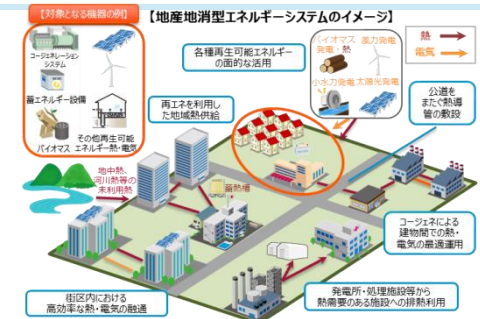 【対象となる機器の例】
【地産地消型エネルギーシステムのイメージ】
コージェネレーション
システム
蓄エネルギー設備
バイオマス
その他再生可能
エネルギー熱・電気
各種再生可能エネルギー
の面的な活用
バイオマス
発電・熱
風力発電
小水力発電
太陽光発電
熱
電気
再エネを利用し
た地域熱供給
公道を
またぐ熱導
管の敷設
地中熱、
河川熱等の
未利用熱
蓄熱槽
コージェネによる
建物間での熱・
電気の最適運用
街区内における
高効率な熱・電気の融通
発電所・処理施設等から
熱需要のある施設への排熱利用